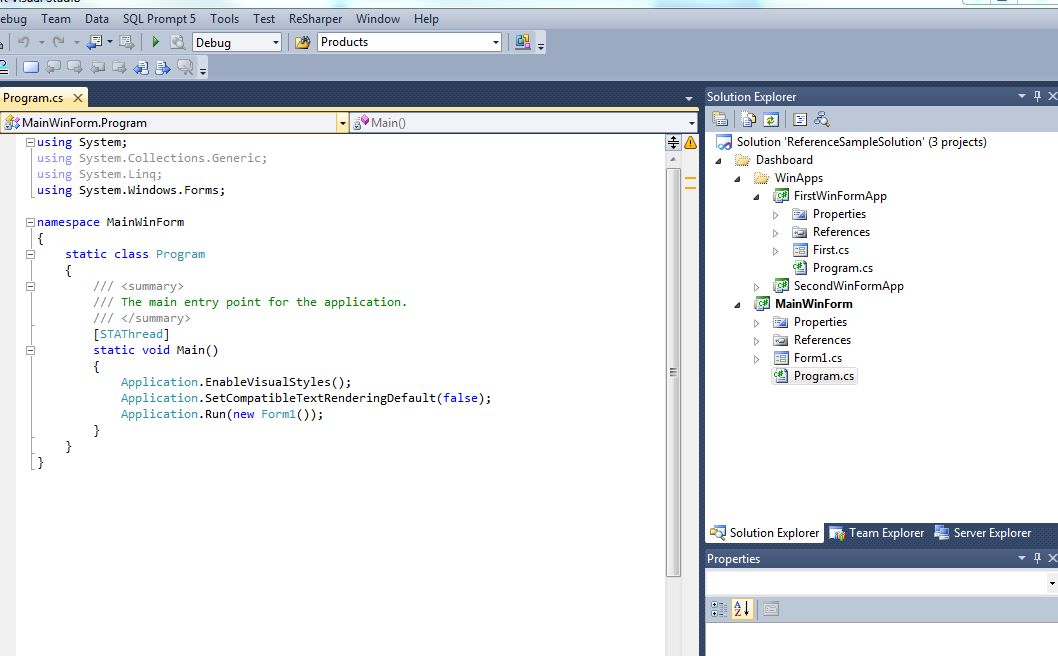 ebug Team Data SQL Prompt 5 Tools Test ReSharper Window Help
Debug Products
Program.cs
MainWinForm.Program Main()
using System;
using System.Collections.Generic;
using System.Linq;
using System.Windows.Forms;
namespace MainWinForm
{
static class Program
{
/// <summary>
/// The main entry point for the application.
/// </summary>
[STAThread]
static void Main()
{
Application.EnableVisualStyles();
Application.SetCompatibleTextRenderingDefault(false);
Application.Run(new Form1());
}
}
}
Solution Explorer
Solution 'ReferenceSampleSolution' (3 projects)
Dashboard
WinApps
FirstWinFormApp
Properties
References
First.cs
Program.cs
SecondWinFormApp
MainWinForm
Properties
References
Form1.cs
Program.cs
Solution Explorer Team Explorer Server Explorer
Properties